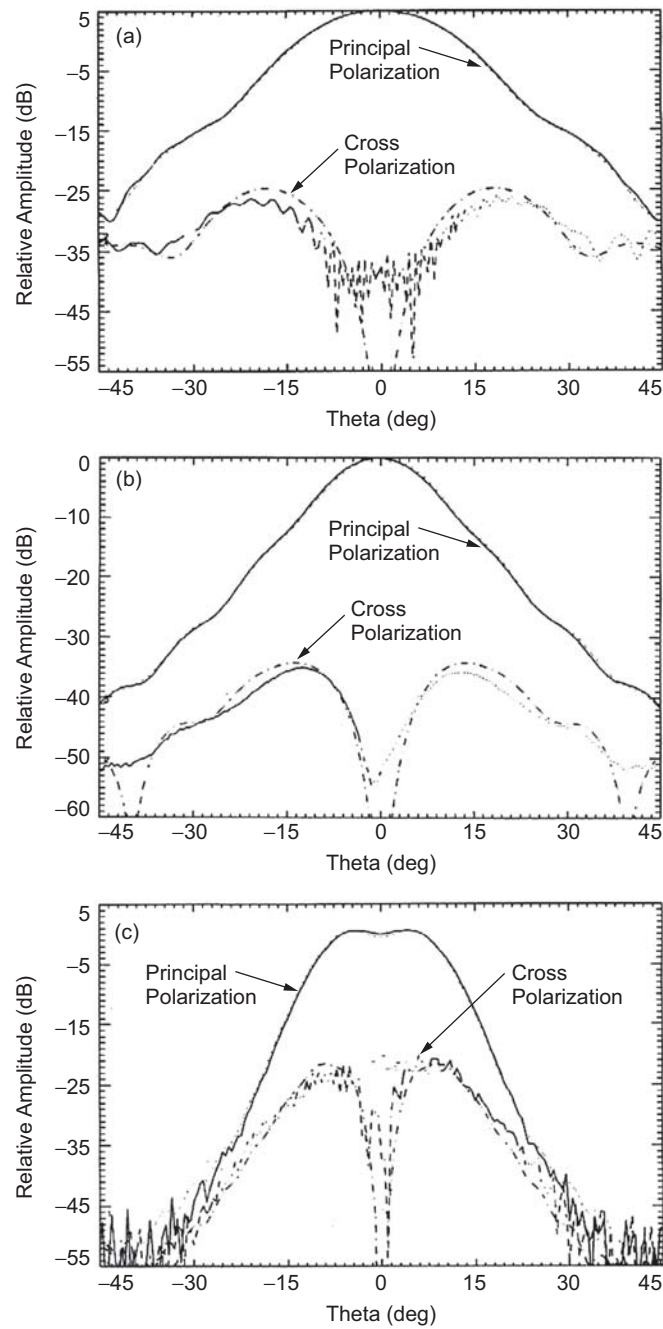 (a)
Principal
Polarization
Cross
Polarization
Relative Amplitude (dB)
5
–5
–15
–25
–35
–45
–55
–45
–30
–15
0
15
30
45
Theta (deg)
(b)
Principal
Polarization
Cross
Polarization
Relative Amplitude (dB)
0
–10
–20
–30
–40
–50
–60
–45
–30
–15
0
15
30
45
Theta (deg)
(c)
Principal
Polarization
Cross
Polarization
Relative Amplitude (dB)
5
–5
–15
–25
–35
–45
–55
–45
–30
–15
0
15
30
45
Theta (deg)